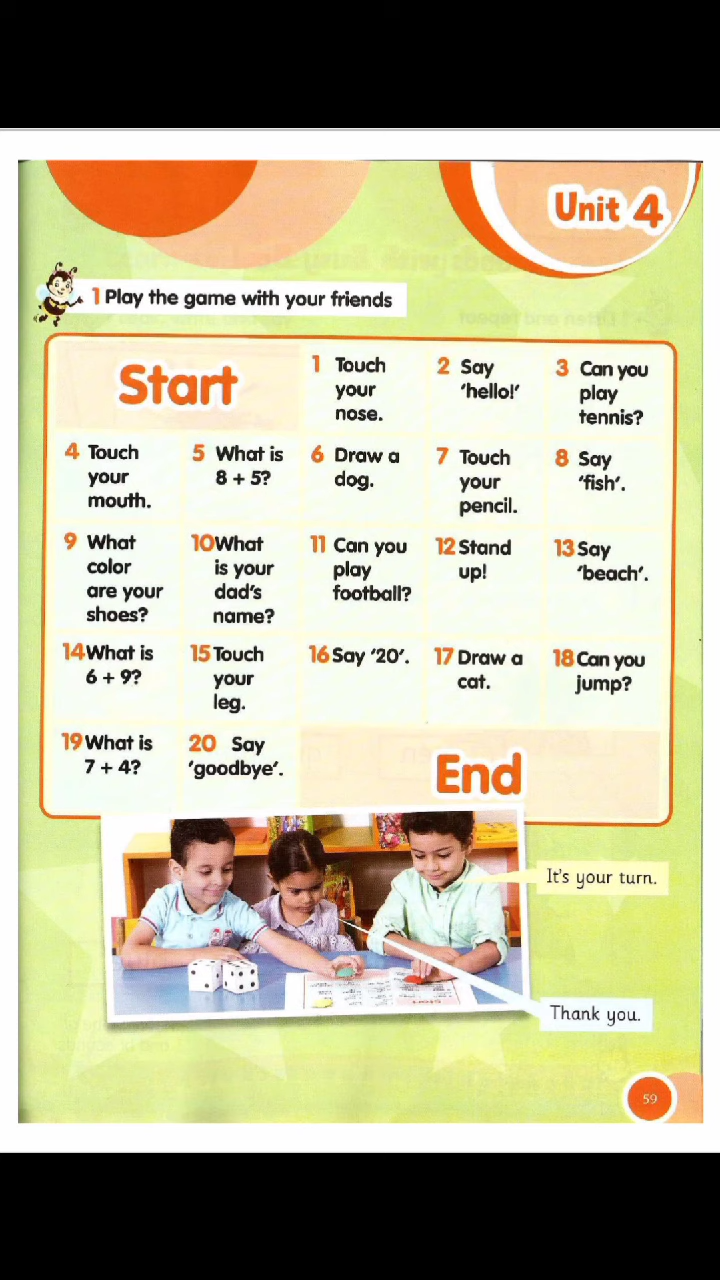 Unit 4
1 Play the game with your friends
Start
1 Touch
your
nose.
2 Say
'hello!'
3 Can you
play
tennis?
4 Touch
your
mouth.
5 What is
8 + 5?
6 Draw a
dog.
7 Touch
your
pencil.
8 Say
'fish'.
9 What
color
are your
shoes?
10 What
is your
dad's
name?
11 Can you
play
football?
12 Stand
up!
13 Say
'beach'.
14 What is
6 + 9?
15 Touch
your
leg.
16 Say '20'.
17 Draw a
cat.
18 Can you
jump?
19 What is
7 + 4?
20 Say
'goodbye'.
End
It's your turn.
Thank you.
59